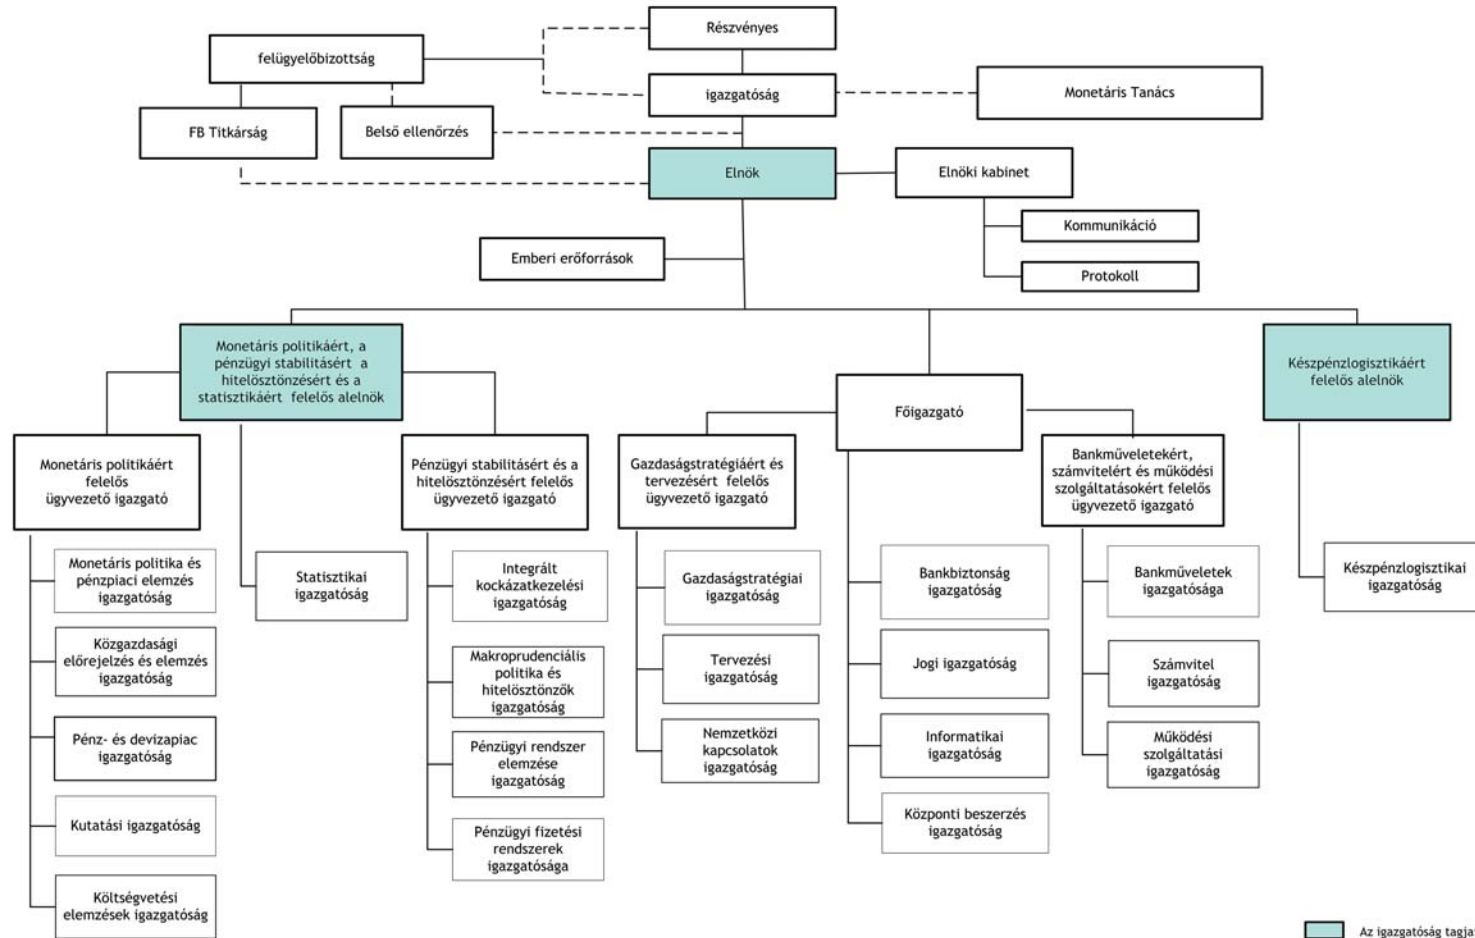 Részvényes
felügyelőbizottság
igazgatóság
Monetáris Tanács
FB Titkárság
Belső ellenőrzés
Elnök
Elnöki kabinet
Kommunikáció
Protokoll
Emberi erőforrások
Monetáris politikáért, a
pénzügyi stabilitásért a
hitelösztönzésért és a
statisztikáért felelős alelnök
Készpénzlogisztikáért
felelős alelnök
Főigazgató
Monetáris politikáért
felelős
ügyvezető igazgató
Pénzügyi stabilitásért és a
hitelösztönzésért felelős
ügyvezető igazgató
Gazdaságstratégiáért és
tervezésért felelős
ügyvezető igazgató
Bankműveletekért,
számvitelért és működési
szolgáltatásokért felelős
ügyvezető igazgató
Monetáris politika és
pénzpiaci elemzés
igazgatóság
Közgazdasági
előrejelzés és elemzés
igazgatóság
Pénz- és devizapiac
igazgatóság
Kutatási igazgatóság
Költségvetési
elemzések igazgatóság
Statisztikai
igazgatóság
Integrált
kockázatkezelési
igazgatóság
Makroprudenciális
politika és
hitelösztönzők
igazgatóság
Pénzügyi rendszer
elemzése
igazgatóság
Pénzügyi fizetési
rendszerek
igazgatósága
Gazdaságstratégiai
igazgatóság
Tervezési
igazgatóság
Nemzetközi
kapcsolatok
igazgatóság
Bankbiztonság
igazgatóság
Jogi igazgatóság
Informatikai
igazgatóság
Központi beszerzés
igazgatóság
Bankműveletek
igazgatósága
Számvitel
igazgatóság
Működési
szolgáltatási
igazgatóság
Készpénzlogisztikai
igazgatóság
Az igazgatóság tagjai